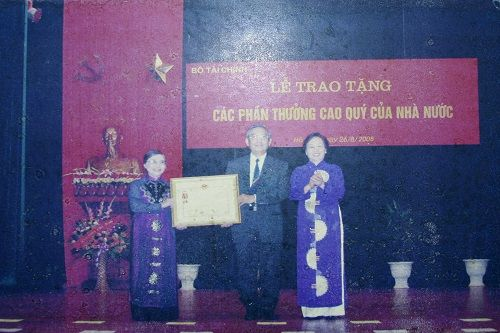 BỘ TÀI CHÍNH
LỄ TRAO TẶNG
CÁC PHẦN THƯỞNG CAO QUÝ CỦA NHÀ NƯỚC